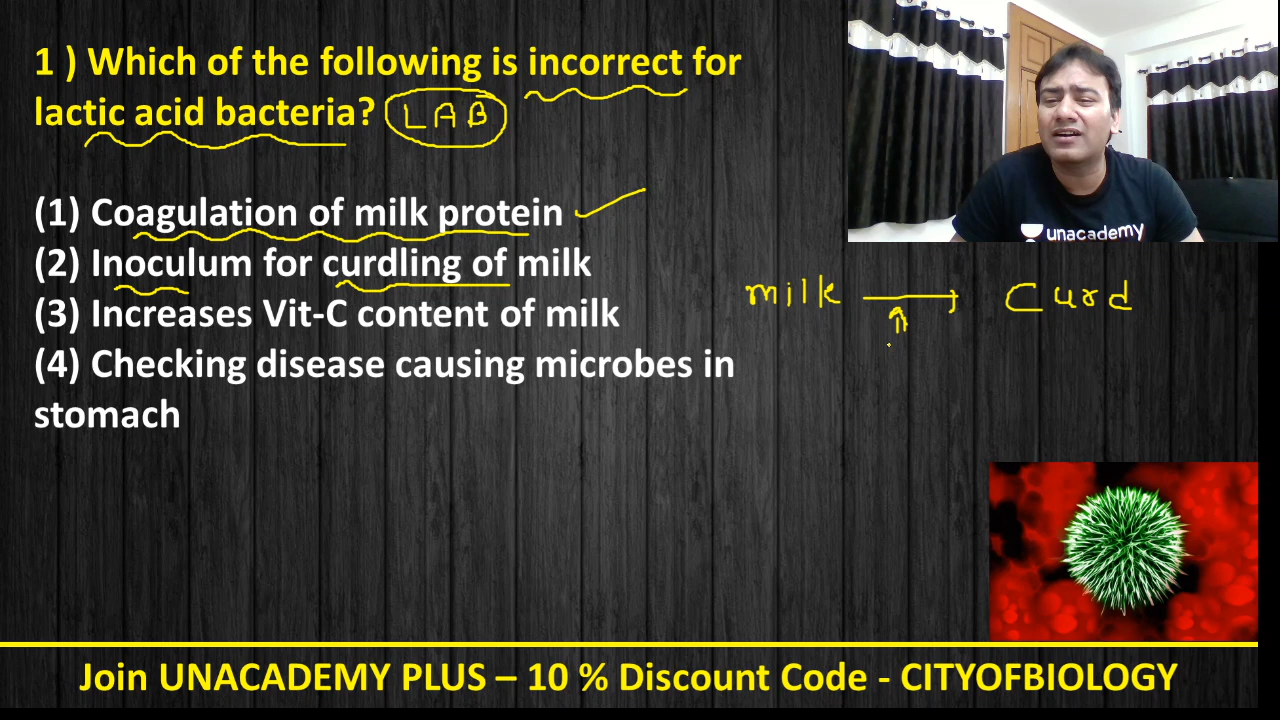 1 ) Which of the following is incorrect for
lactic acid bacteria? LAB
(1) Coagulation of milk protein
(2) Inoculum for curdling of milk
(3) Increases Vit-C content of milk
(4) Checking disease causing microbes in
stomach
unacademy
milk → curd
Join UNACADEMY PLUS – 10 % Discount Code - CITYOFBIOLOGY